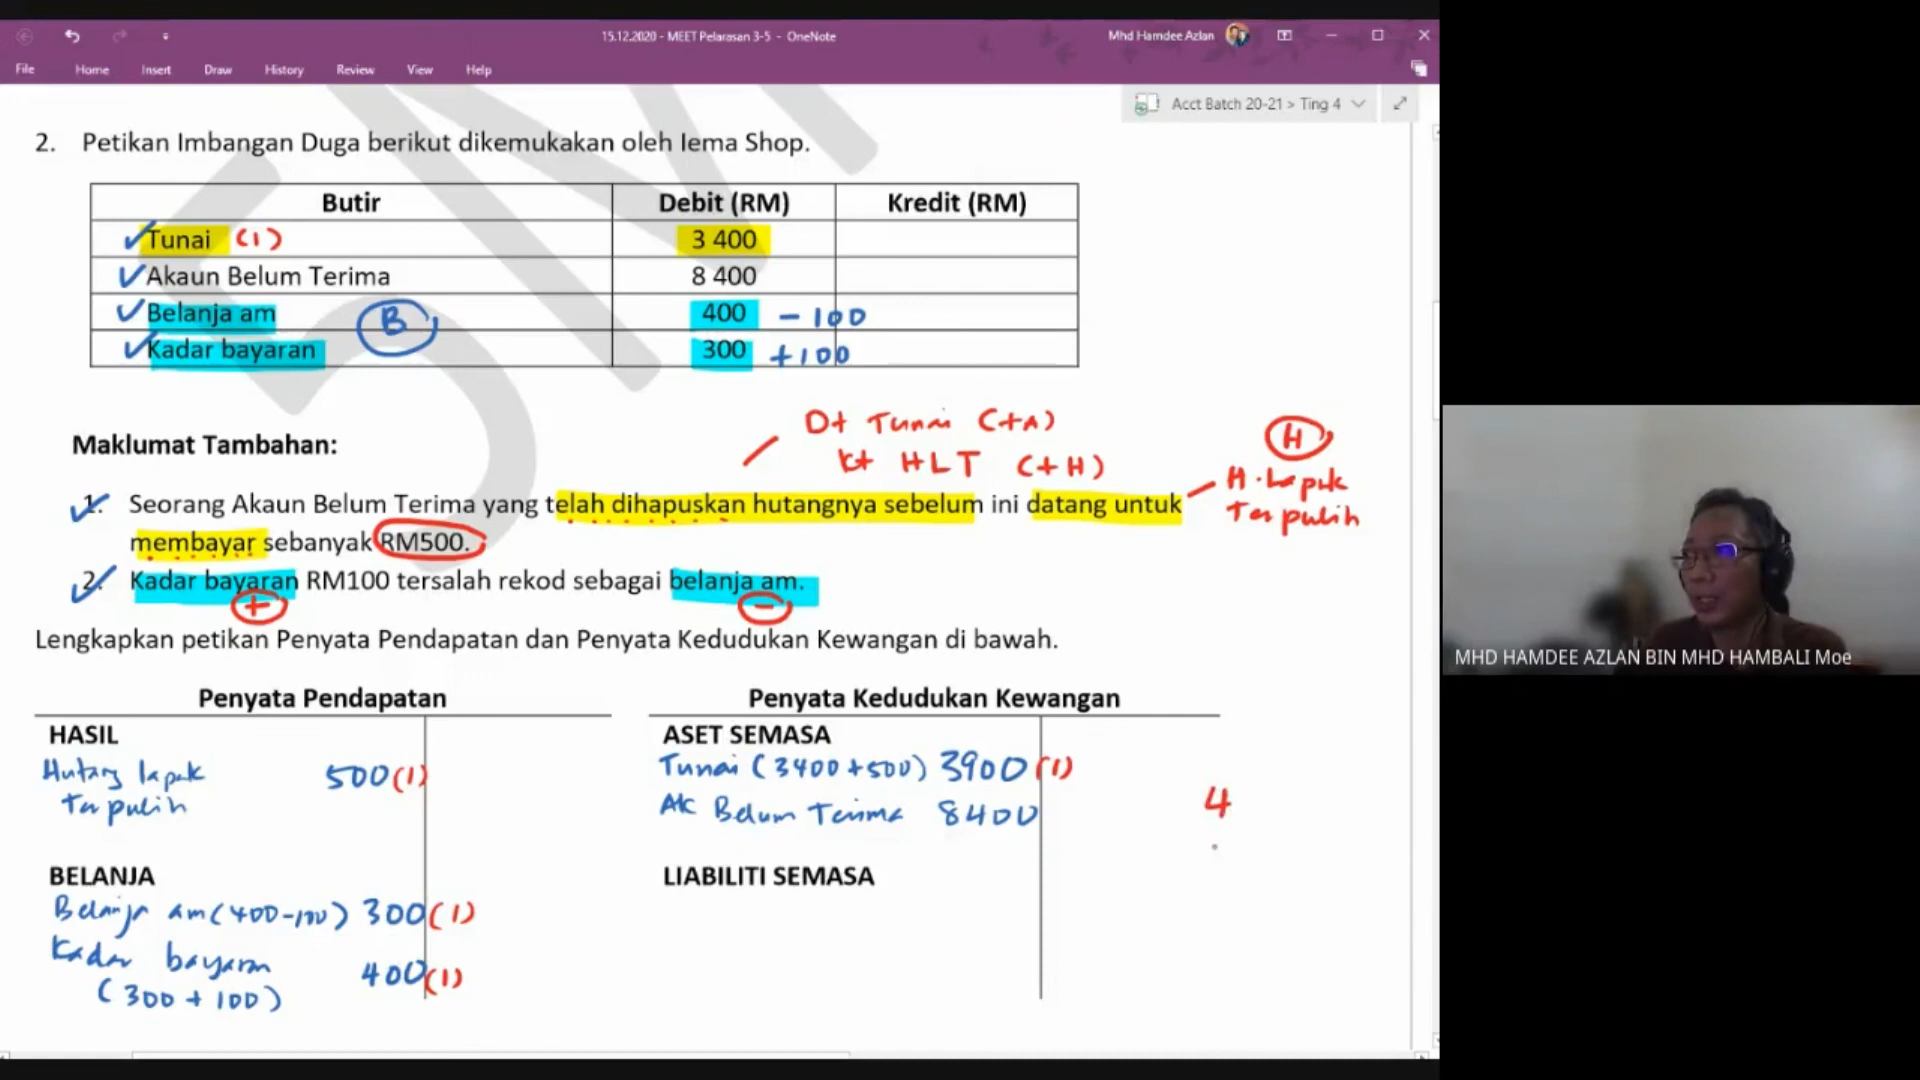 15.12.2020 - MEET Pelarasan 3-5 - OneNote
Mhd Hamdee Azlan
File Home Insert Draw History Review View Help
Acct Batch 20-21 > Ting 4
2. Petikan Imbangan Duga berikut dikemukakan oleh Iema Shop.
Butir Debit (RM) Kredit (RM)
✓ Tunai (1) 3 400
✓ Akaun Belum Terima 8 400
✓ Belanja am 400 - 100
B
✓ Kadar bayaran 300 +100
Dt Tunai (+A)
Kt HLT (+H)
H
H. Lapuk
Terpulih
Maklumat Tambahan:
1. Seorang Akaun Belum Terima yang telah dihapuskan hutangnya sebelum ini datang untuk
membayar sebanyak RM500.
2. Kadar bayaran RM100 tersalah rekod sebagai belanja am.
+ -
Lengkapkan petikan Penyata Pendapatan dan Penyata Kedudukan Kewangan di bawah.
Penyata Pendapatan
HASIL
Hutang lapuk 500 (1)
Terpulih
BELANJA
Belanja am (400-100) 300 (1)
Kadar bayaran 400 (1)
(300 + 100)
Penyata Kedudukan Kewangan
ASET SEMASA
Tunai (3400+500) 3900 (1)
Ak Belum Terima 8400
4
LIABILITI SEMASA
MHD HAMDEE AZLAN BIN MHD HAMBALI Moe